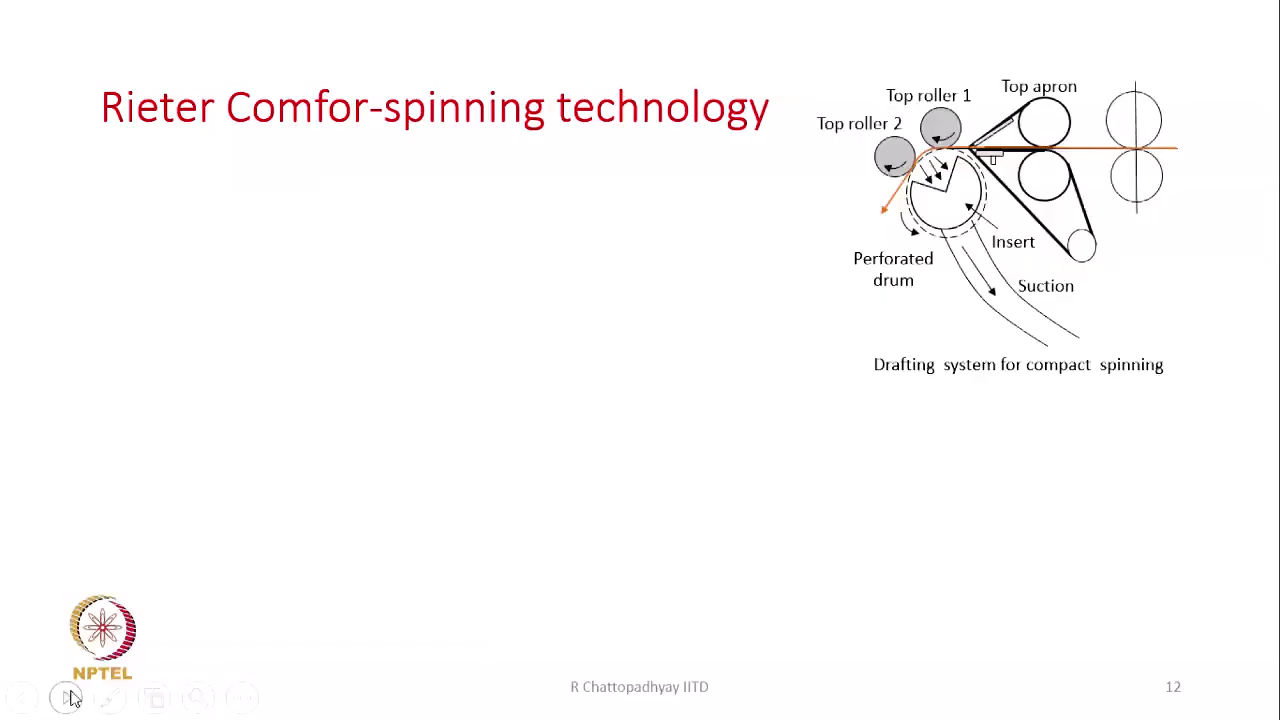 Rieter Comfor-spinning technology
Top apron
Top roller 1
Top roller 2
Insert
Perforated
drum
Suction
Drafting system for compact spinning
NPTEL
R Chattopadhyay IITD
12